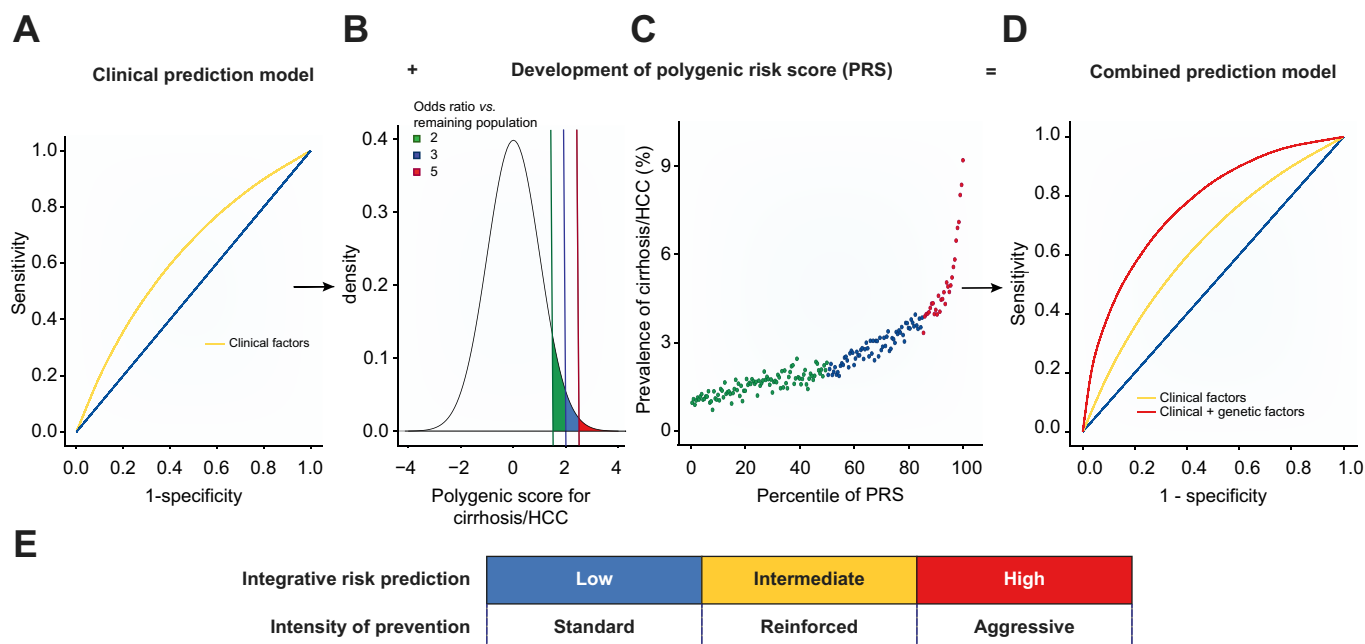 A
B
C
D
Clinical prediction model
+
Development of polygenic risk score (PRS)
=
Combined prediction model
Sensitivity
1.0
0.8
0.6
0.4
0.2
0.0
Clinical factors
0.0 0.2 0.4 0.6 0.8 1.0
1-specificity
Odds ratio vs.
remaining population
2
3
5
density
0.4
0.3
0.2
0.1
0.0
−4 −2 0 2 4
Polygenic score for
cirrhosis/HCC
Prevalence of cirrhosis/HCC (%)
9
6
3
0
0 20 40 60 80 100
Percentile of PRS
Sensitivity
1.0
0.8
0.6
0.4
0.2
0.0
Clinical factors
Clinical + genetic factors
0.0 0.2 0.4 0.6 0.8 1.0
1 - specificity
E
Integrative risk prediction Low Intermediate High
Intensity of prevention Standard Reinforced Aggressive